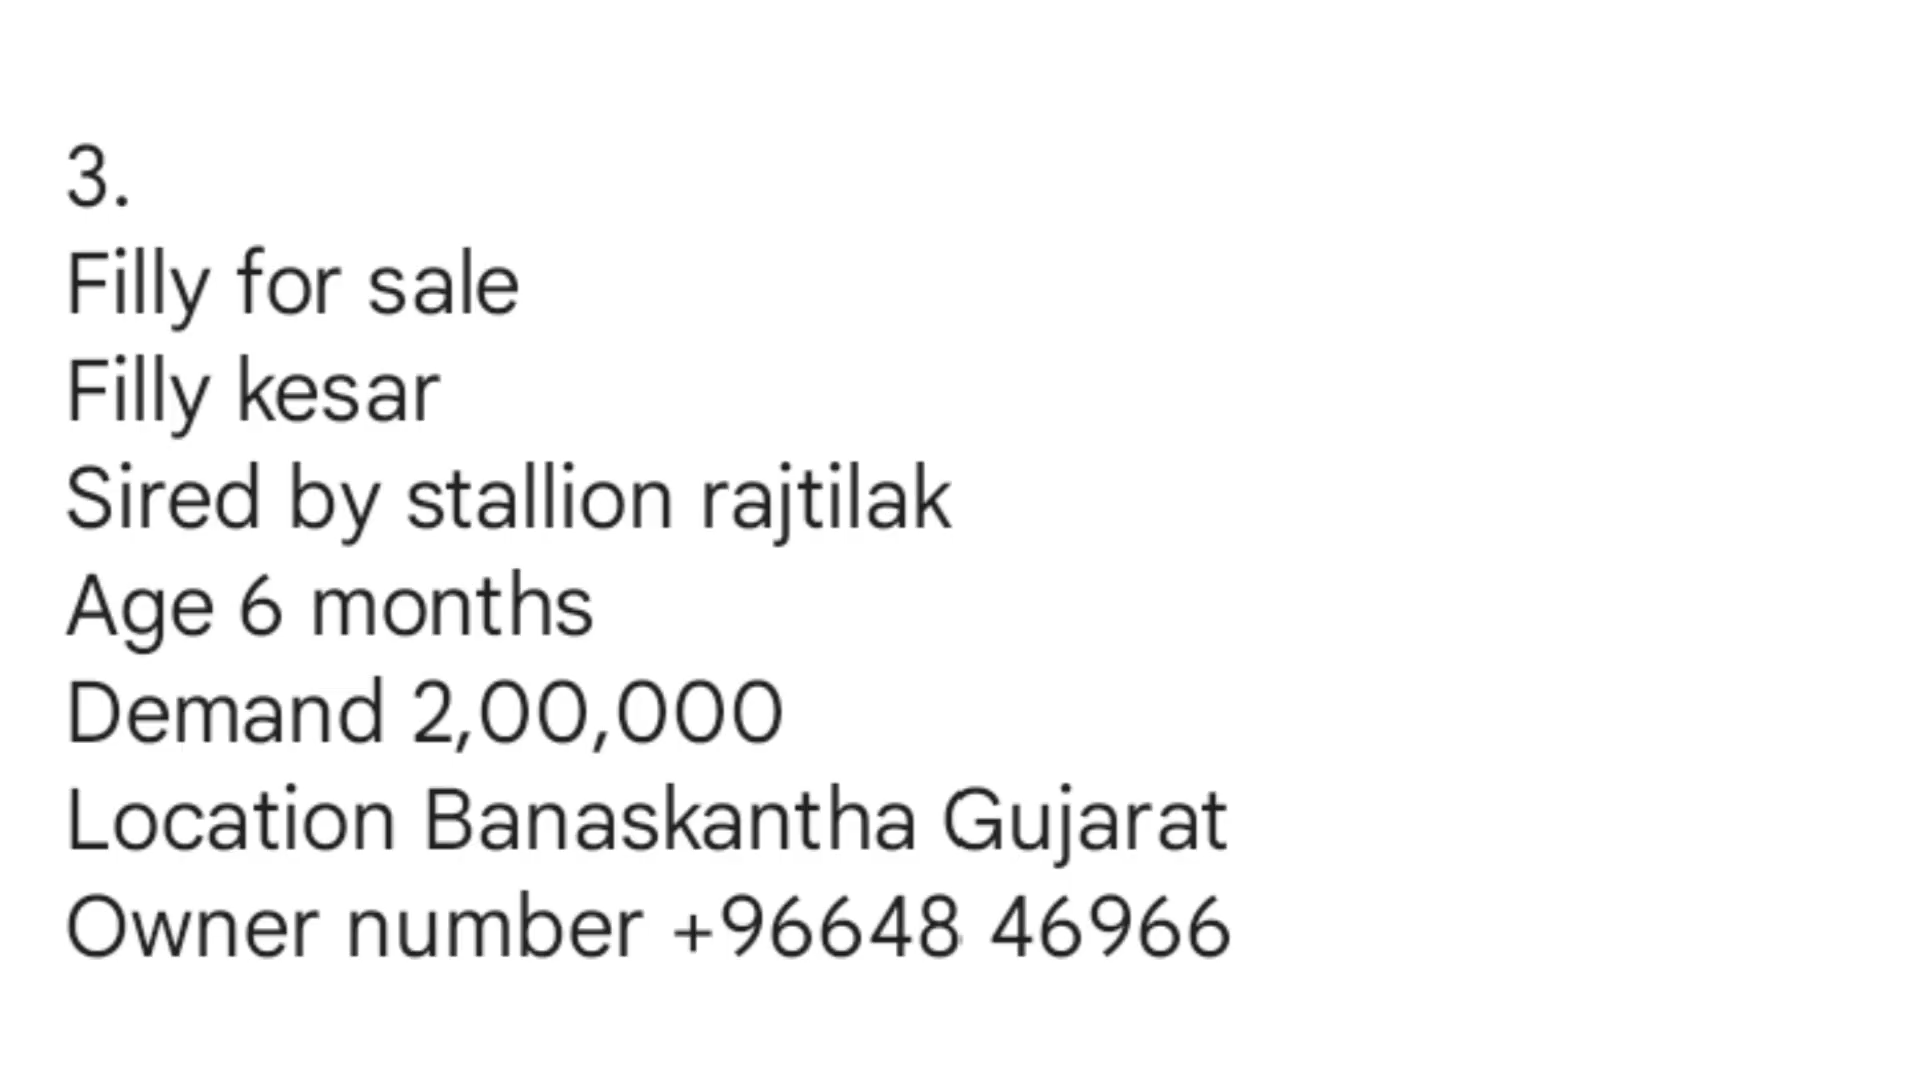 3.
Filly for sale
Filly kesar
Sired by stallion rajtilak
Age 6 months
Demand 2,00,000
Location Banaskantha Gujarat
Owner number +96648 46966